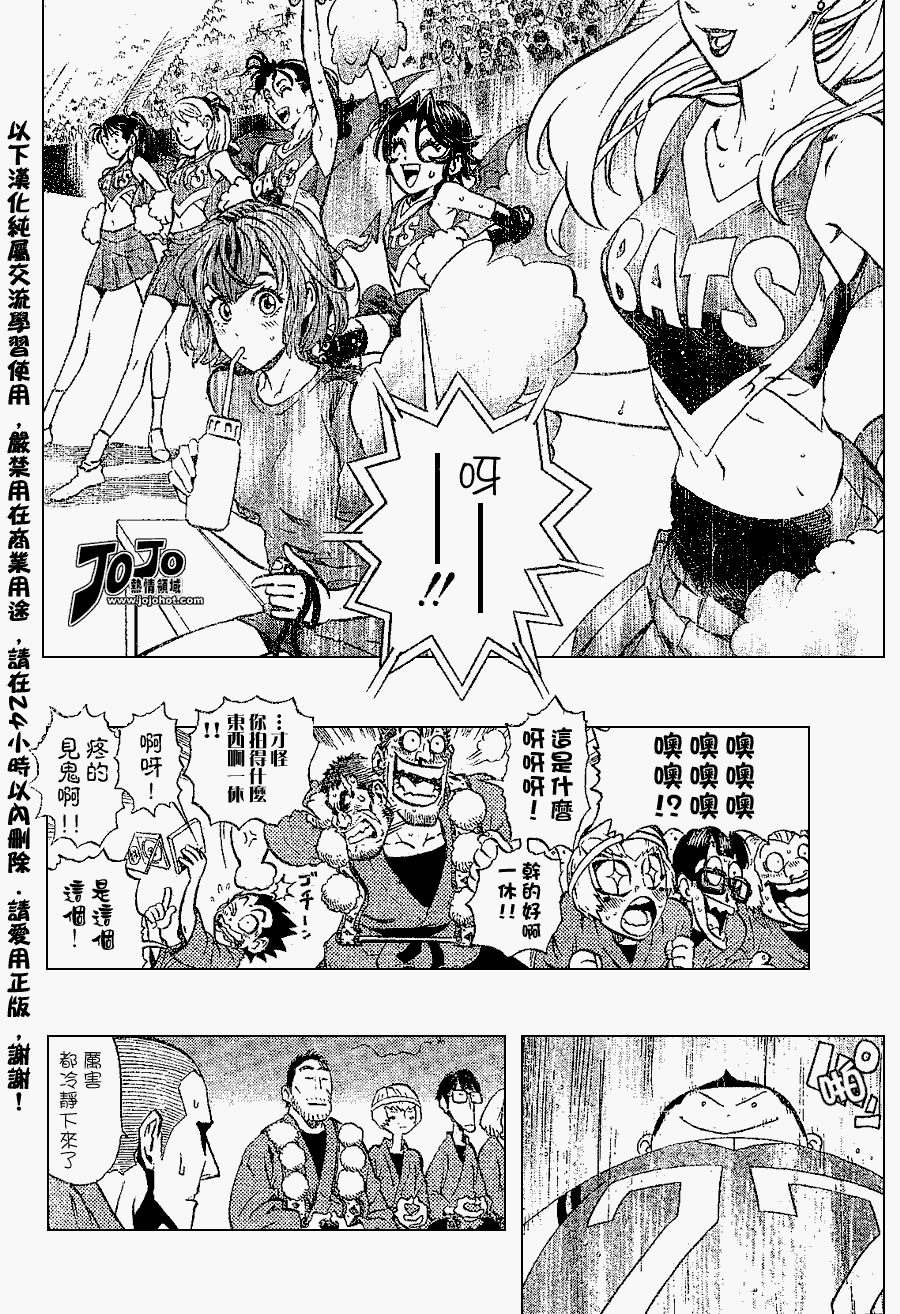 以下漢化純屬交流學習使用，嚴禁用在商業用途，請在24小時以內刪除．請愛用正版，謝謝！
BATS
呀——!!
JOJO
熱情領域
www.jojohot.com
噢噢噢
噢噢噢
噢噢!?
這是什麼
呀呀呀！
幹的好啊
一休!!
…才怪
你拍得什麼
東西啊一休
!!
ゴチーン
啊呀！
疼的
見鬼啊!!
是這個
這個！
啪
27
厲害
都冷靜下來了